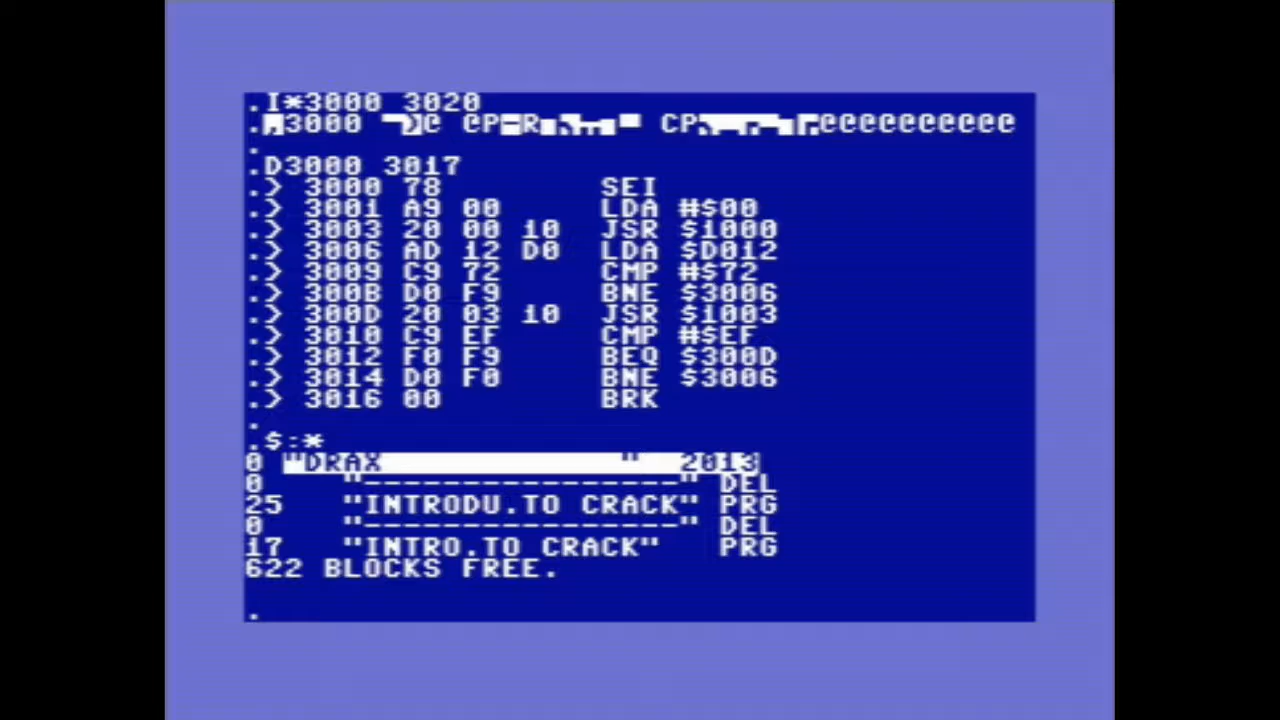 .I*3000 3020
.,3000 )@ @P-R CP @@@@@@@@@@
.
.D3000 3017
.> 3000 78 SEI
.> 3001 A9 00 LDA #$00
.> 3003 20 00 10 JSR $1000
.> 3006 AD 12 D0 LDA $D012
.> 3009 C9 72 CMP #$72
.> 300B D0 F9 BNE $3006
.> 300D 20 03 10 JSR $1003
.> 3010 C9 EF CMP #$EF
.> 3012 F0 F9 BEQ $300D
.> 3014 D0 F0 BNE $3006
.> 3016 00 BRK
.
.$:*
0 "DRAX " 2013
0 "----------------" DEL
25 "INTRODU.TO CRACK" PRG
0 "----------------" DEL
17 "INTRO.TO CRACK" PRG
622 BLOCKS FREE.
.